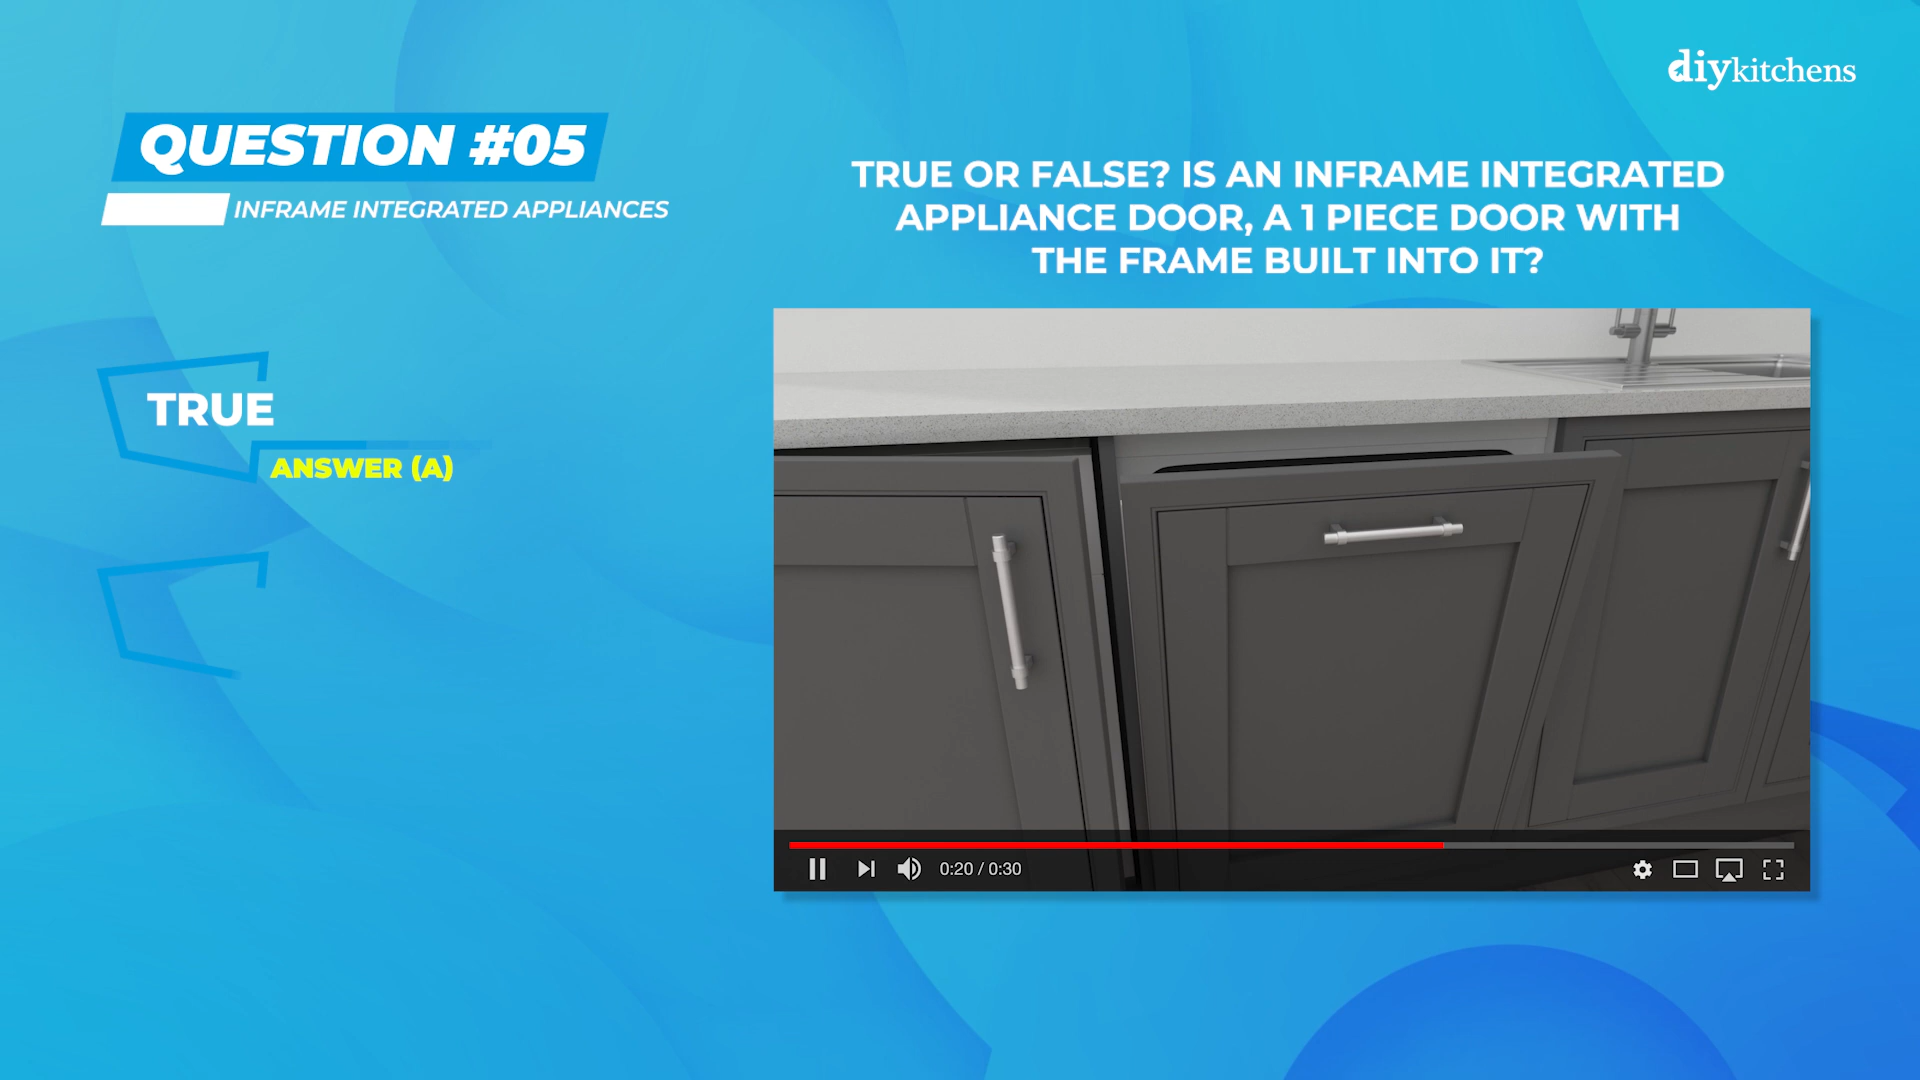 diykitchens
QUESTION #05
INFRAME INTEGRATED APPLIANCES
TRUE OR FALSE? IS AN INFRAME INTEGRATED
APPLIANCE DOOR, A 1 PIECE DOOR WITH
THE FRAME BUILT INTO IT?
TRUE
ANSWER (A)
0:20 / 0:30